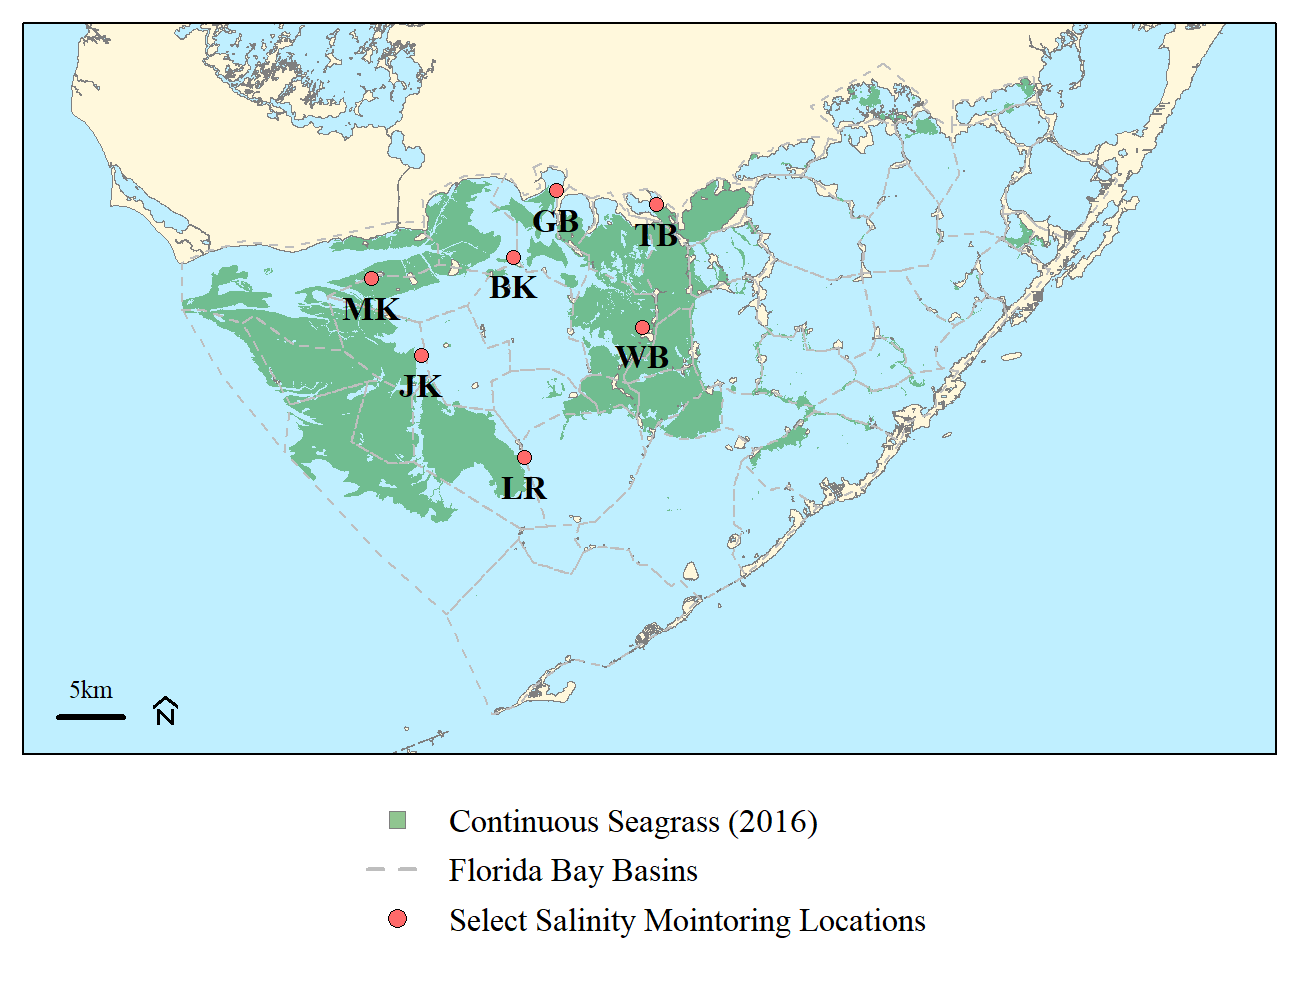 GB
TB
BK
MK
WB
JK
LR
5km
N
Continuous Seagrass (2016)
Florida Bay Basins
Select Salinity Mointoring Locations